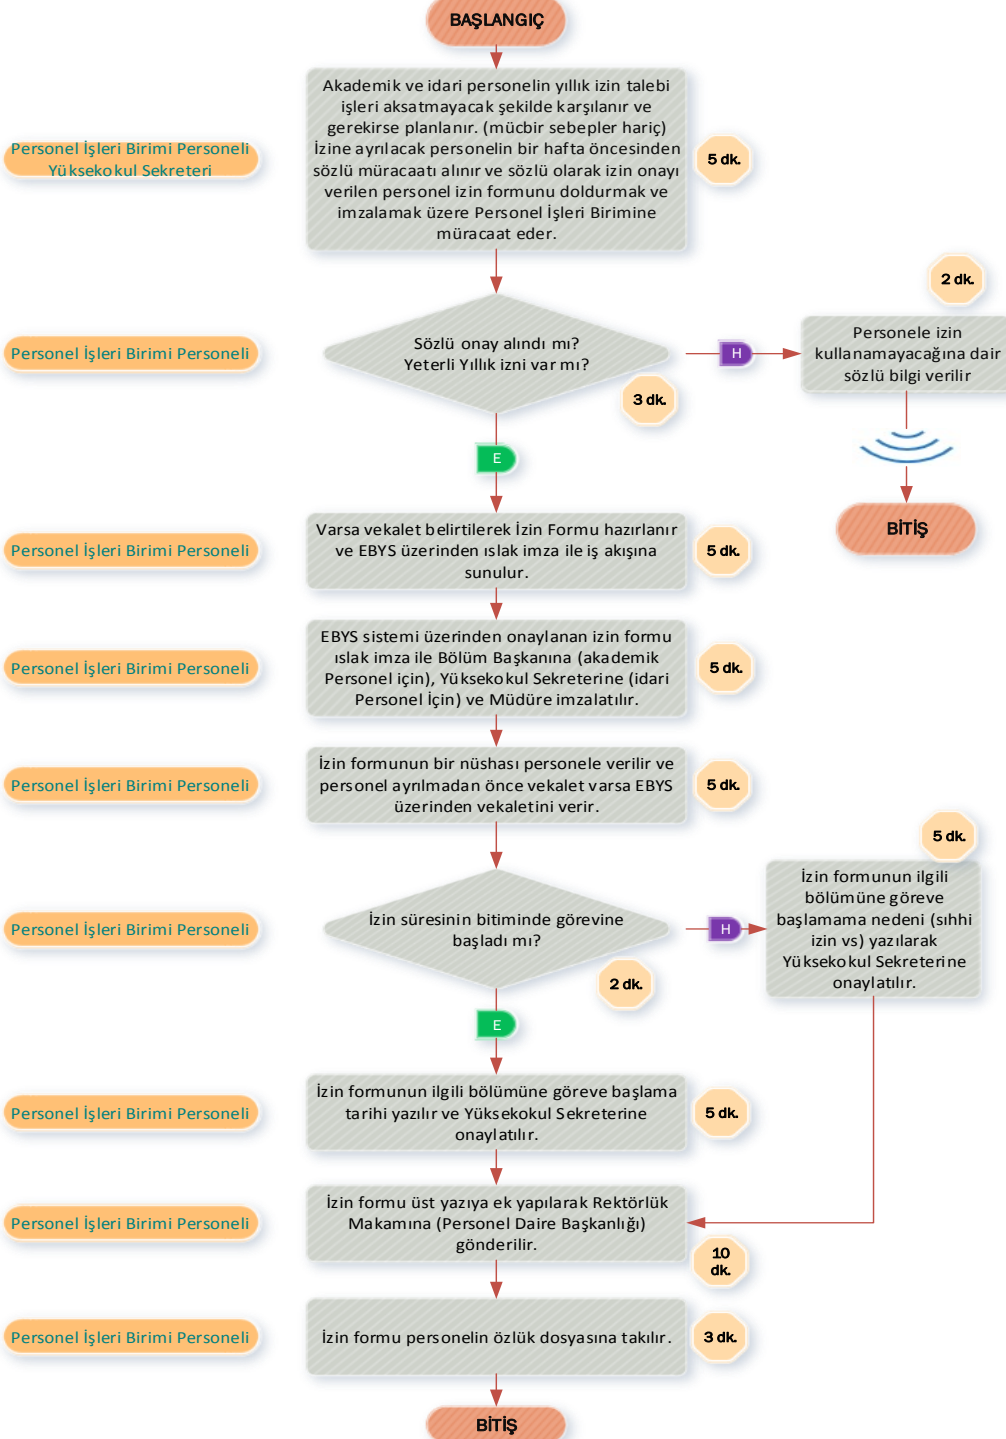 BAŞLANGIÇ
Personel İşleri Birimi Personeli
Yüksekokul Sekreteri
Akademik ve idari personelin yıllık izin talebi
işleri aksatmayacak şekilde karşılanır ve
gerekirse planlanır. (mücbir sebepler hariç)
İzine ayrılacak personelin bir hafta öncesinden
sözlü müracaatı alınır ve sözlü olarak izin onayı
verilen personel izin formunu doldurmak ve
imzalamak üzere Personel İşleri Birimine
müracaat eder.
5 dk.
Personel İşleri Birimi Personeli
Sözlü onay alındı mı?
Yeterli Yıllık izni var mı?
3 dk.
H
2 dk.
Personele izin
kullanamayacağına dair
sözlü bilgi verilir
BİTİŞ
E
Personel İşleri Birimi Personeli
Varsa vekalet belirtilerek İzin Formu hazırlanır
ve EBYS üzerinden ıslak imza ile iş akışına
sunulur.
5 dk.
Personel İşleri Birimi Personeli
EBYS sistemi üzerinden onaylanan izin formu
ıslak imza ile Bölüm Başkanına (akademik
Personel için), Yüksekokul Sekreterine (idari
Personel İçin) ve Müdüre imzalatılır.
5 dk.
Personel İşleri Birimi Personeli
İzin formunun bir nüshası personele verilir ve
personel ayrılmadan önce vekalet varsa EBYS
üzerinden vekaletini verir.
5 dk.
Personel İşleri Birimi Personeli
İzin süresinin bitiminde görevine
başladı mı?
2 dk.
H
5 dk.
İzin formunun ilgili
bölümüne göreve
başlamama nedeni (sıhhi
izin vs) yazılarak
Yüksekokul Sekreterine
onaylatılır.
E
Personel İşleri Birimi Personeli
İzin formunun ilgili bölümüne göreve başlama
tarihi yazılır ve Yüksekokul Sekreterine
onaylatılır.
5 dk.
Personel İşleri Birimi Personeli
İzin formu üst yazıya ek yapılarak Rektörlük
Makamına (Personel Daire Başkanlığı)
gönderilir.
10
dk.
Personel İşleri Birimi Personeli
İzin formu personelin özlük dosyasına takılır.
3 dk.
BİTİŞ